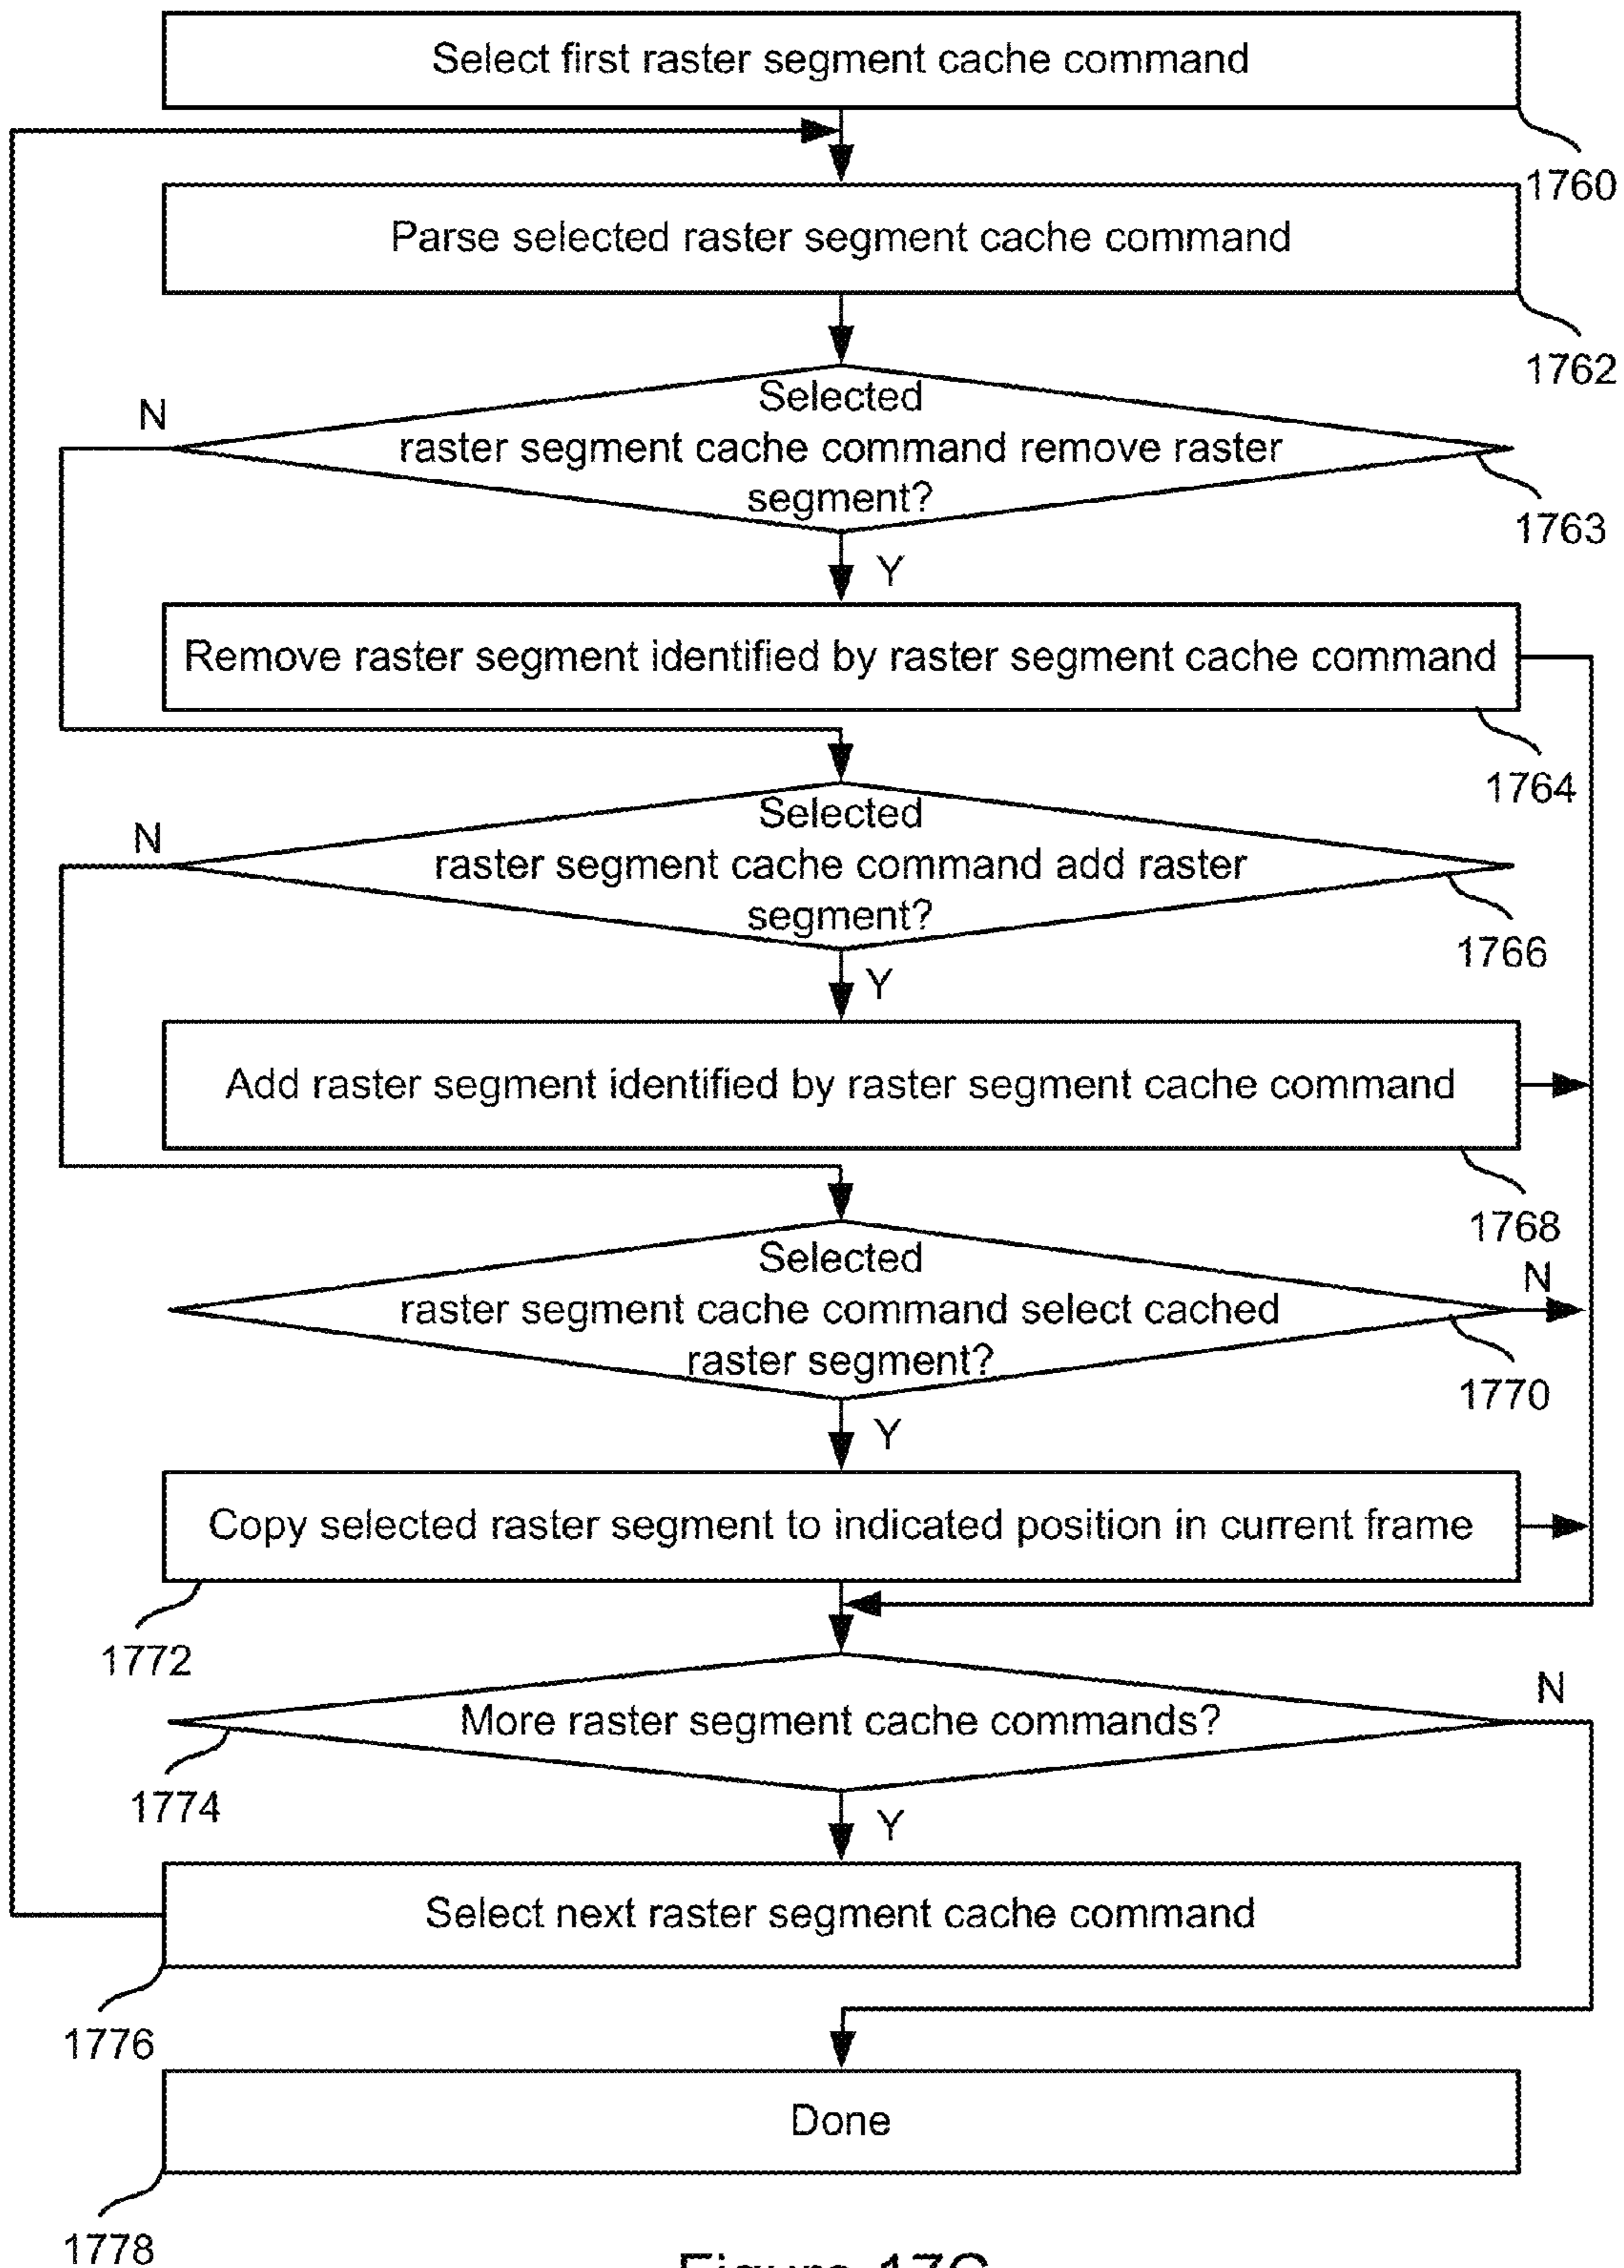 Select first raster segment cache command
1760
Parse selected raster segment cache command
1762
Selected
N
raster segment cache command remove raster
segment?
1763
Y
Remove raster segment identified by raster segment cache command
1764
Selected
N
raster segment cache command add raster
segment?
1766
Y
Add raster segment identified by raster segment cache command
1768
Selected
N
raster segment cache command select cached
raster segment?
1770
Y
Copy selected raster segment to indicated position in current frame
1772
N
More raster segment cache commands?
1774
Y
Select next raster segment cache command
1776
Done
1778